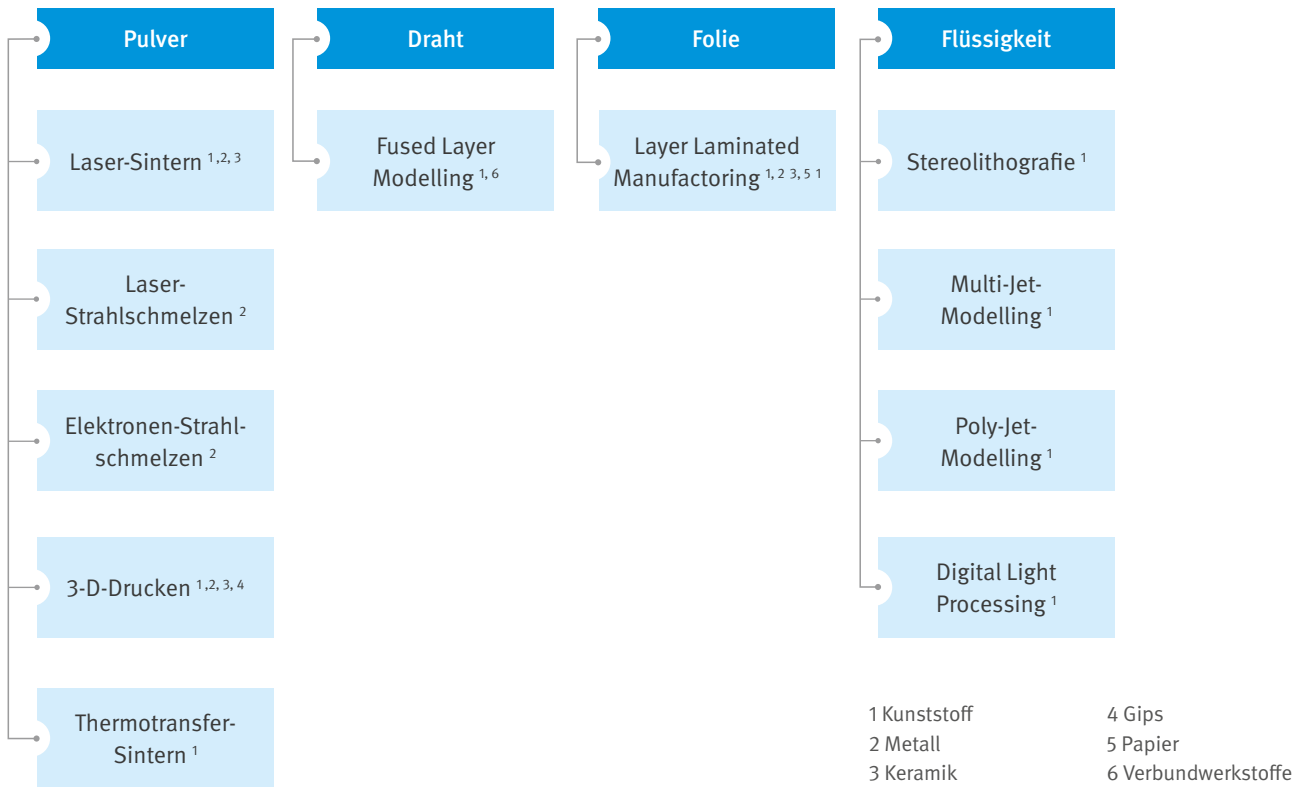 Pulver
Laser-Sintern 1,2, 3
Laser-
Strahlschmelzen 2
Elektronen-Strahl-
schmelzen 2
3-D-Drucken 1,2, 3, 4
Thermotransfer-
Sintern 1
Draht
Fused Layer
Modelling 1, 6
Folie
Layer Laminated
Manufactoring 1, 2 3, 5 1
Flüssigkeit
Stereolithografie 1
Multi-Jet-
Modelling 1
Poly-Jet-
Modelling 1
Digital Light
Processing 1
1 Kunststoff
2 Metall
3 Keramik
4 Gips
5 Papier
6 Verbundwerkstoffe